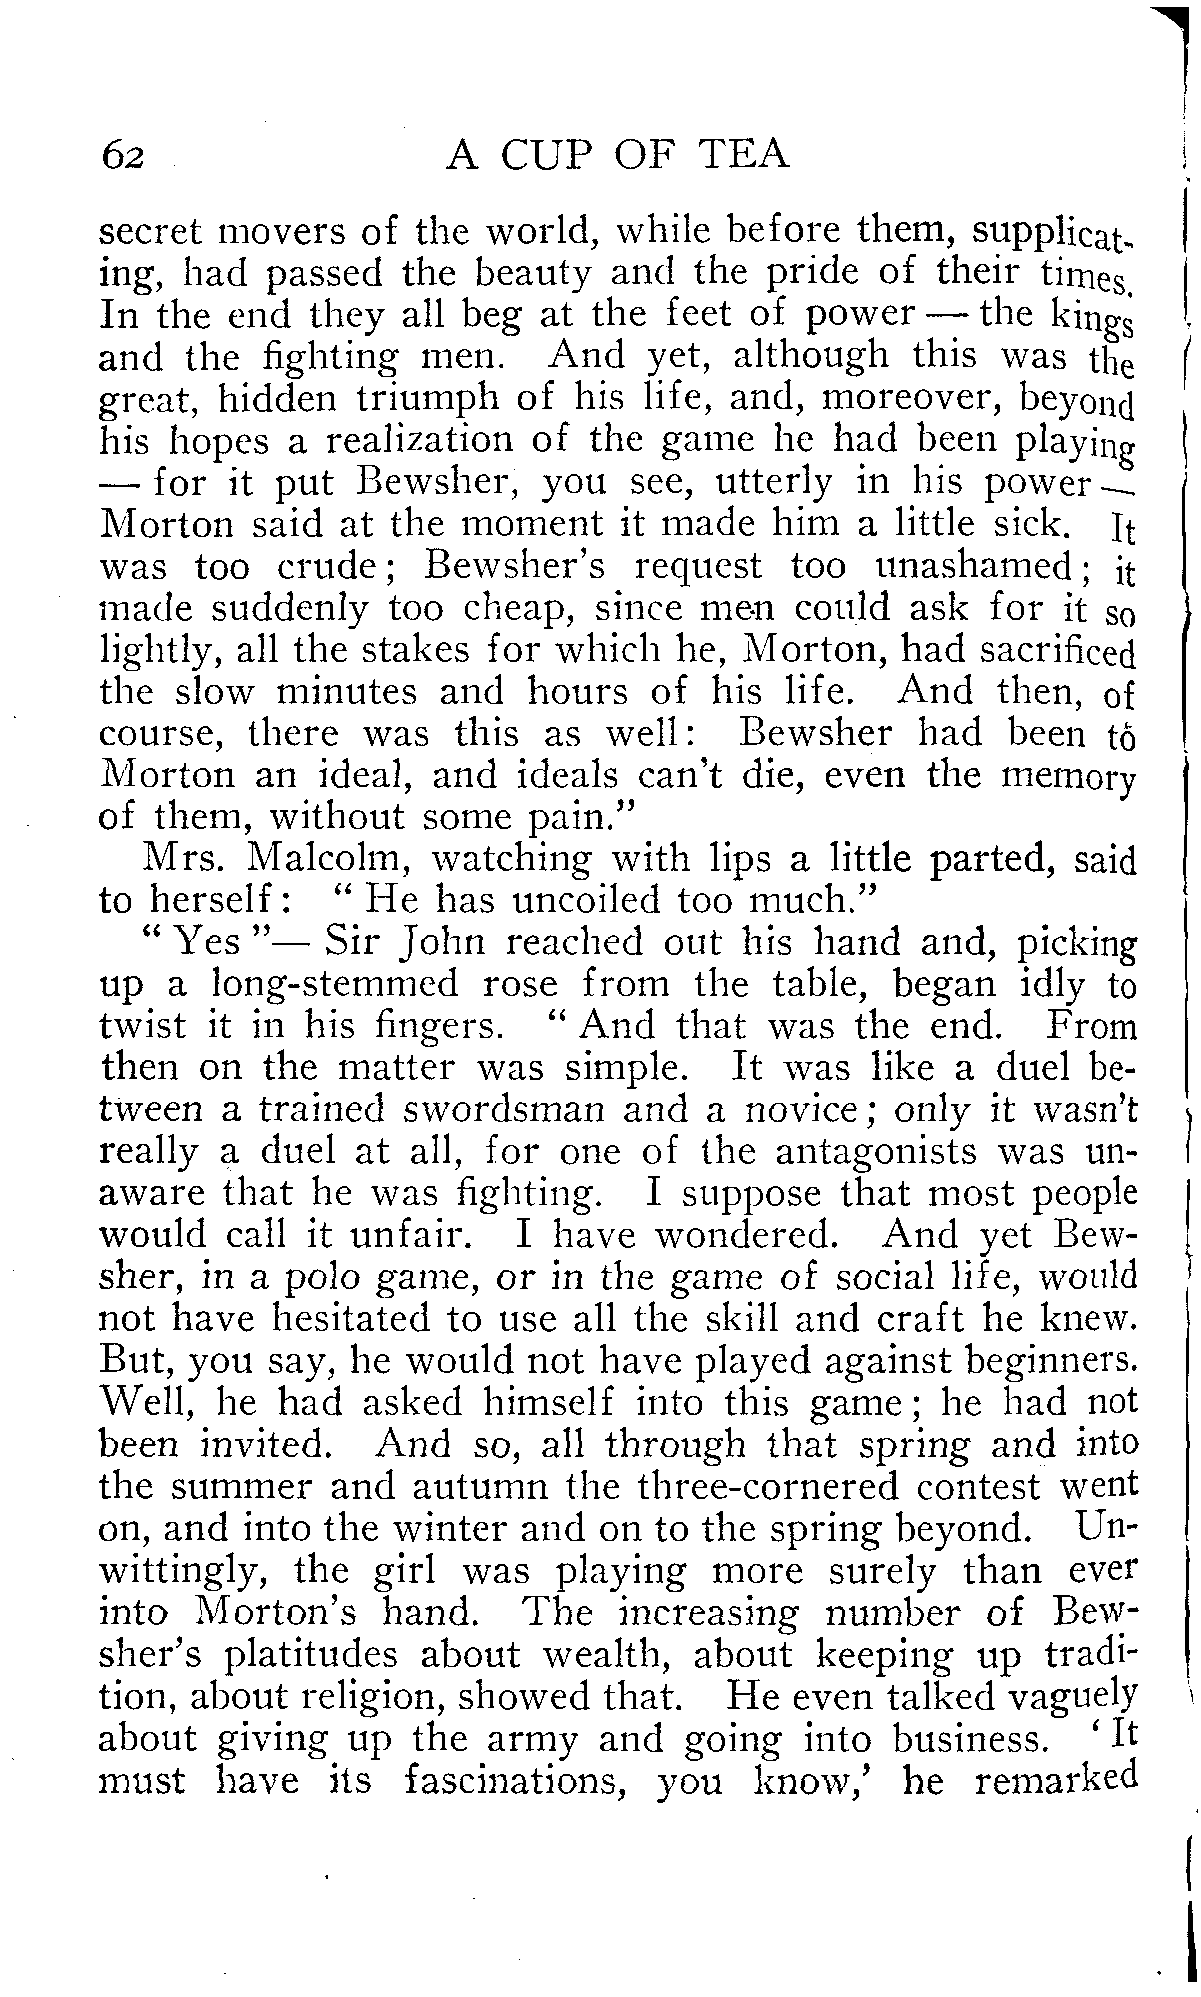 62 A CUP OF TEA
secret movers of the world, while before them, supplicat-
ing, had passed the beauty and the pride of their times.
In the end they all beg at the feet of power — the kings
and the fighting men. And yet, although this was the
great, hidden triumph of his life, and, moreover, beyond
his hopes a realization of the game he had been playing
— for it put Bewsher, you see, utterly in his power —
Morton said at the moment it made him a little sick. It
was too crude; Bewsher's request too unashamed; it
made suddenly too cheap, since men could ask for it so
lightly, all the stakes for which he, Morton, had sacrificed
the slow minutes and hours of his life. And then, of
course, there was this as well: Bewsher had been to
Morton an ideal, and ideals can't die, even the memory
of them, without some pain."
Mrs. Malcolm, watching with lips a little parted, said
to herself: " He has uncoiled too much."
" Yes "— Sir John reached out his hand and, picking
up a long-stemmed rose from the table, began idly to
twist it in his fingers. " And that was the end. From
then on the matter was simple. It was like a duel be-
tween a trained swordsman and a novice; only it wasn't
really a duel at all, for one of the antagonists was un-
aware that he was fighting. I suppose that most people
would call it unfair. I have wondered. And yet Bew-
sher, in a polo game, or in the game of social life, would
not have hesitated to use all the skill and craft he knew.
But, you say, he would not have played against beginners.
Well, he had asked himself into this game; he had not
been invited. And so, all through that spring and into
the summer and autumn the three-cornered contest went
on, and into the winter and on to the spring beyond. Un-
wittingly, the girl was playing more surely than ever
into Morton's hand. The increasing number of Bew-
sher's platitudes about wealth, about keeping up tradi-
tion, about religion, showed that. He even talked vaguely
about giving up the army and going into business. ' It
must have its fascinations, you know,' he remarked